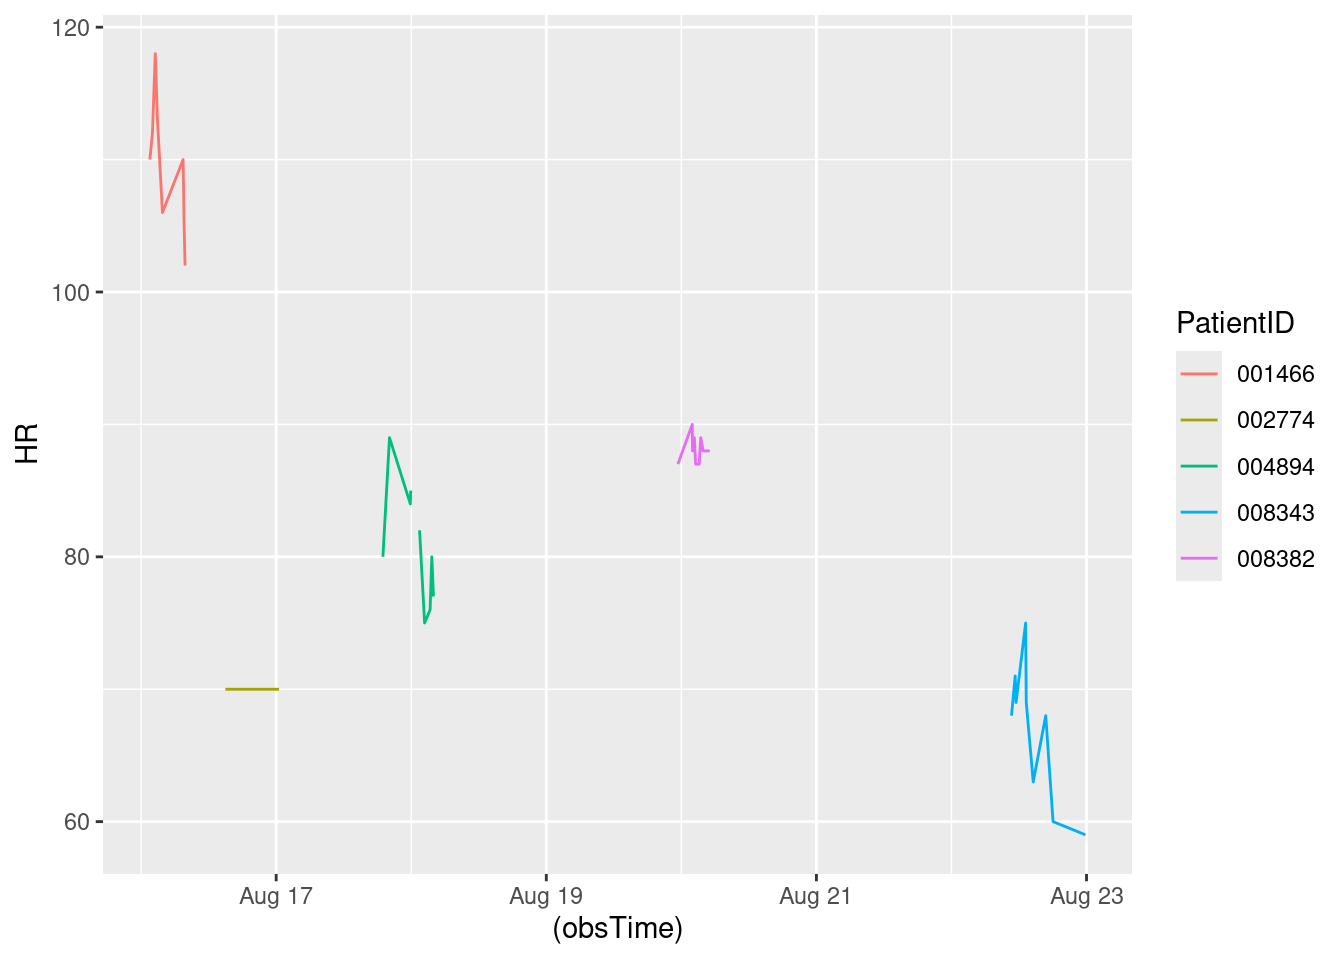 120
100
80
60
HR
Aug 17
Aug 19
Aug 21
Aug 23
(obsTime)
PatientID
001466
002774
004894
008343
008382